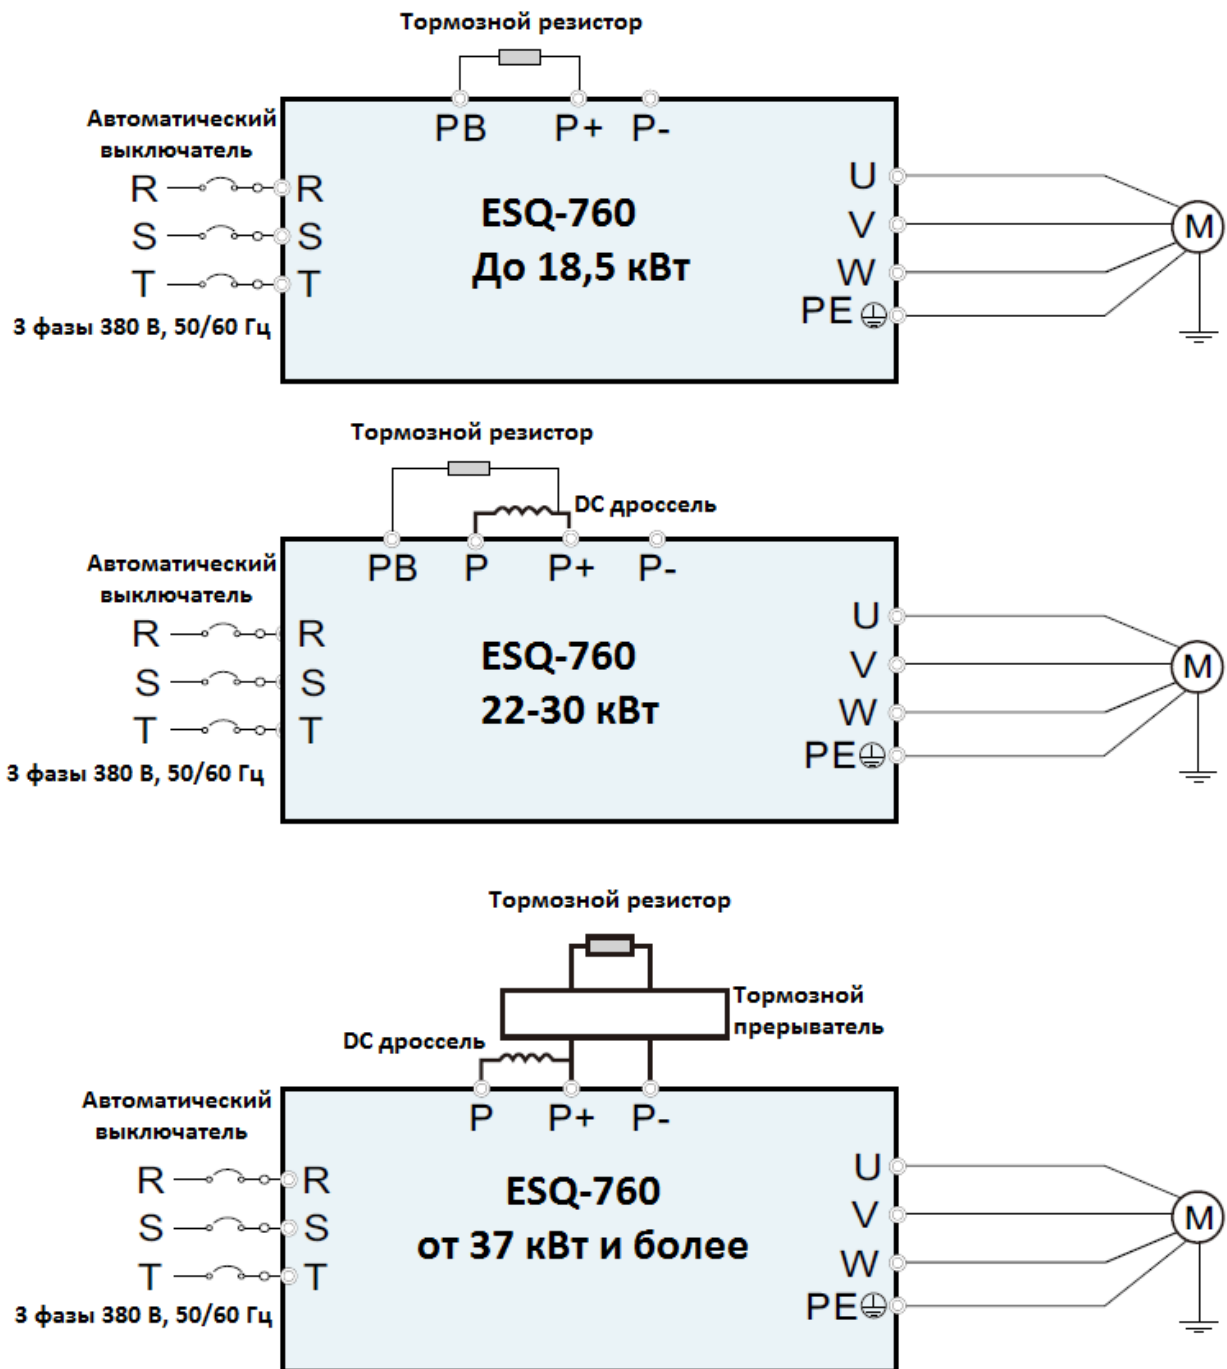 Тормозной резистор
Автоматический
выключатель
PB P+ P-
R R
S S
T T
3 фазы 380 В, 50/60 Гц
ESQ-760
До 18,5 кВт
U
V
W
PE
M
Тормозной резистор
DC дроссель
Автоматический
выключатель
PB P P+ P-
R R
S S
T T
3 фазы 380 В, 50/60 Гц
ESQ-760
22-30 кВт
U
V
W
PE
M
Тормозной резистор
Тормозной
прерыватель
DC дроссель
Автоматический
выключатель
P P+ P-
R R
S S
T T
3 фазы 380 В, 50/60 Гц
ESQ-760
от 37 кВт и более
U
V
W
PE
M